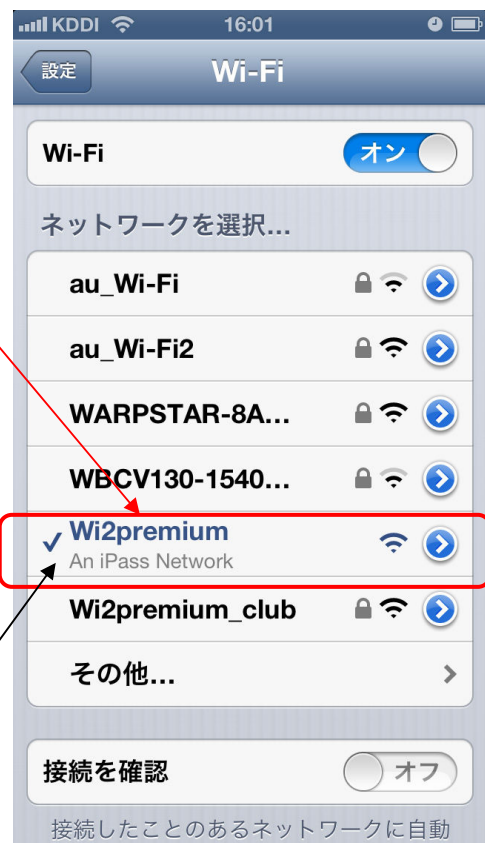 KDDI 16:01
設定 Wi-Fi
Wi-Fi オン
ネットワークを選択...
au_Wi-Fi
au_Wi-Fi2
WARPSTAR-8A...
WBCV130-1540...
Wi2premium
An iPass Network
Wi2premium_club
その他...
接続を確認 オフ
接続したことのあるネットワークに自動